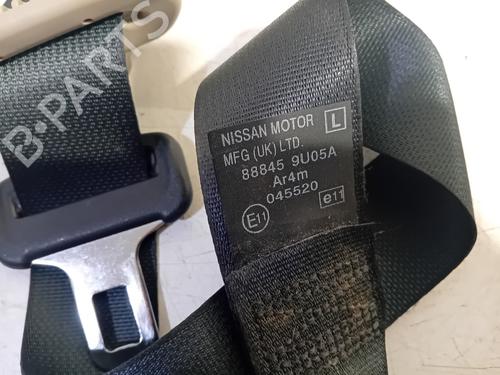 B-PARTS
NISSAN MOTOR L
MFG (UK) LTD.
88845 9U05A
Ar4m
045520
E11 e11